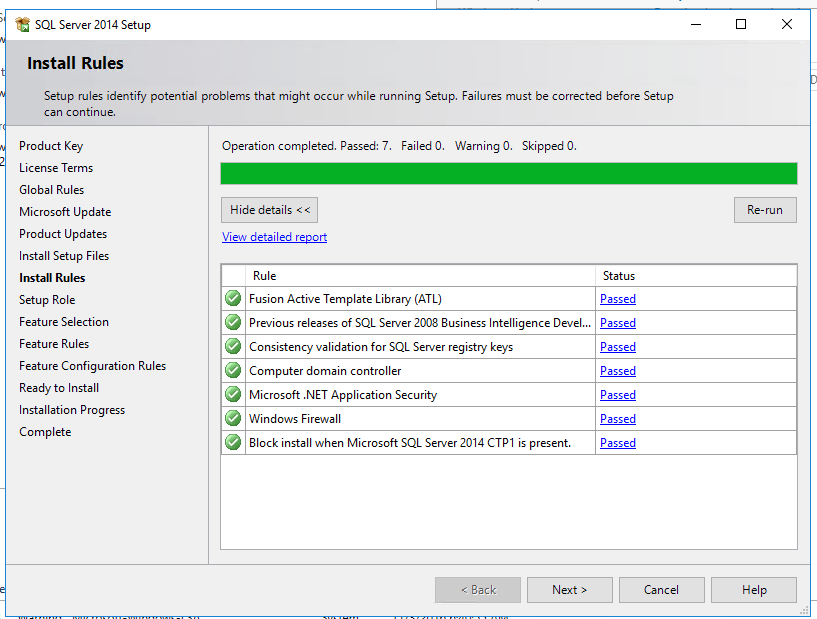 SQL Server 2014 Setup
Install Rules
Setup rules identify potential problems that might occur while running Setup. Failures must be corrected before Setup
can continue.
Product Key
License Terms
Global Rules
Microsoft Update
Product Updates
Install Setup Files
Install Rules
Setup Role
Feature Selection
Feature Rules
Feature Configuration Rules
Ready to Install
Installation Progress
Complete
Operation completed. Passed: 7. Failed 0. Warning 0. Skipped 0.
Hide details <<
Re-run
View detailed report
Rule Status
Fusion Active Template Library (ATL) Passed
Previous releases of SQL Server 2008 Business Intelligence Devel... Passed
Consistency validation for SQL Server registry keys Passed
Computer domain controller Passed
Microsoft .NET Application Security Passed
Windows Firewall Passed
Block install when Microsoft SQL Server 2014 CTP1 is present. Passed
< Back
Next >
Cancel
Help